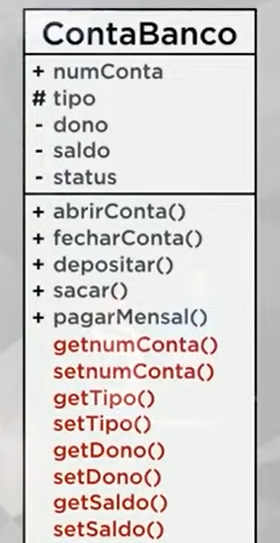 ContaBanco
+ numConta
# tipo
- dono
- saldo
- status
+ abrirConta()
+ fecharConta()
+ depositar()
+ sacar()
+ pagarMensal()
getnumConta()
setnumConta()
getTipo()
setTipo()
getDono()
setDono()
getSaldo()
setSaldo()